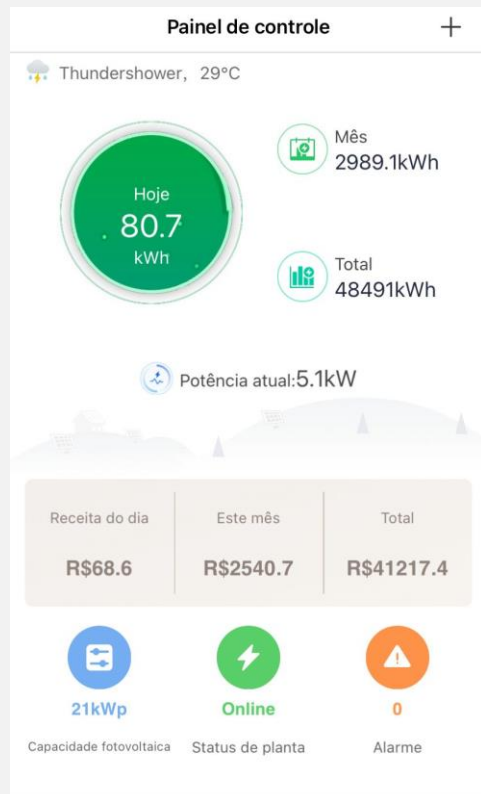 Painel de controle
Thundershower, 29°C
Hoje
80.7
kWh
Mês
2989.1kWh
Total
48491kWh
Potência atual:5.1kW
Receita do dia
Este mês
Total
R$68.6
R$2540.7
R$41217.4
21kWp
Online
0
Capacidade fotovoltaica
Status de planta
Alarme